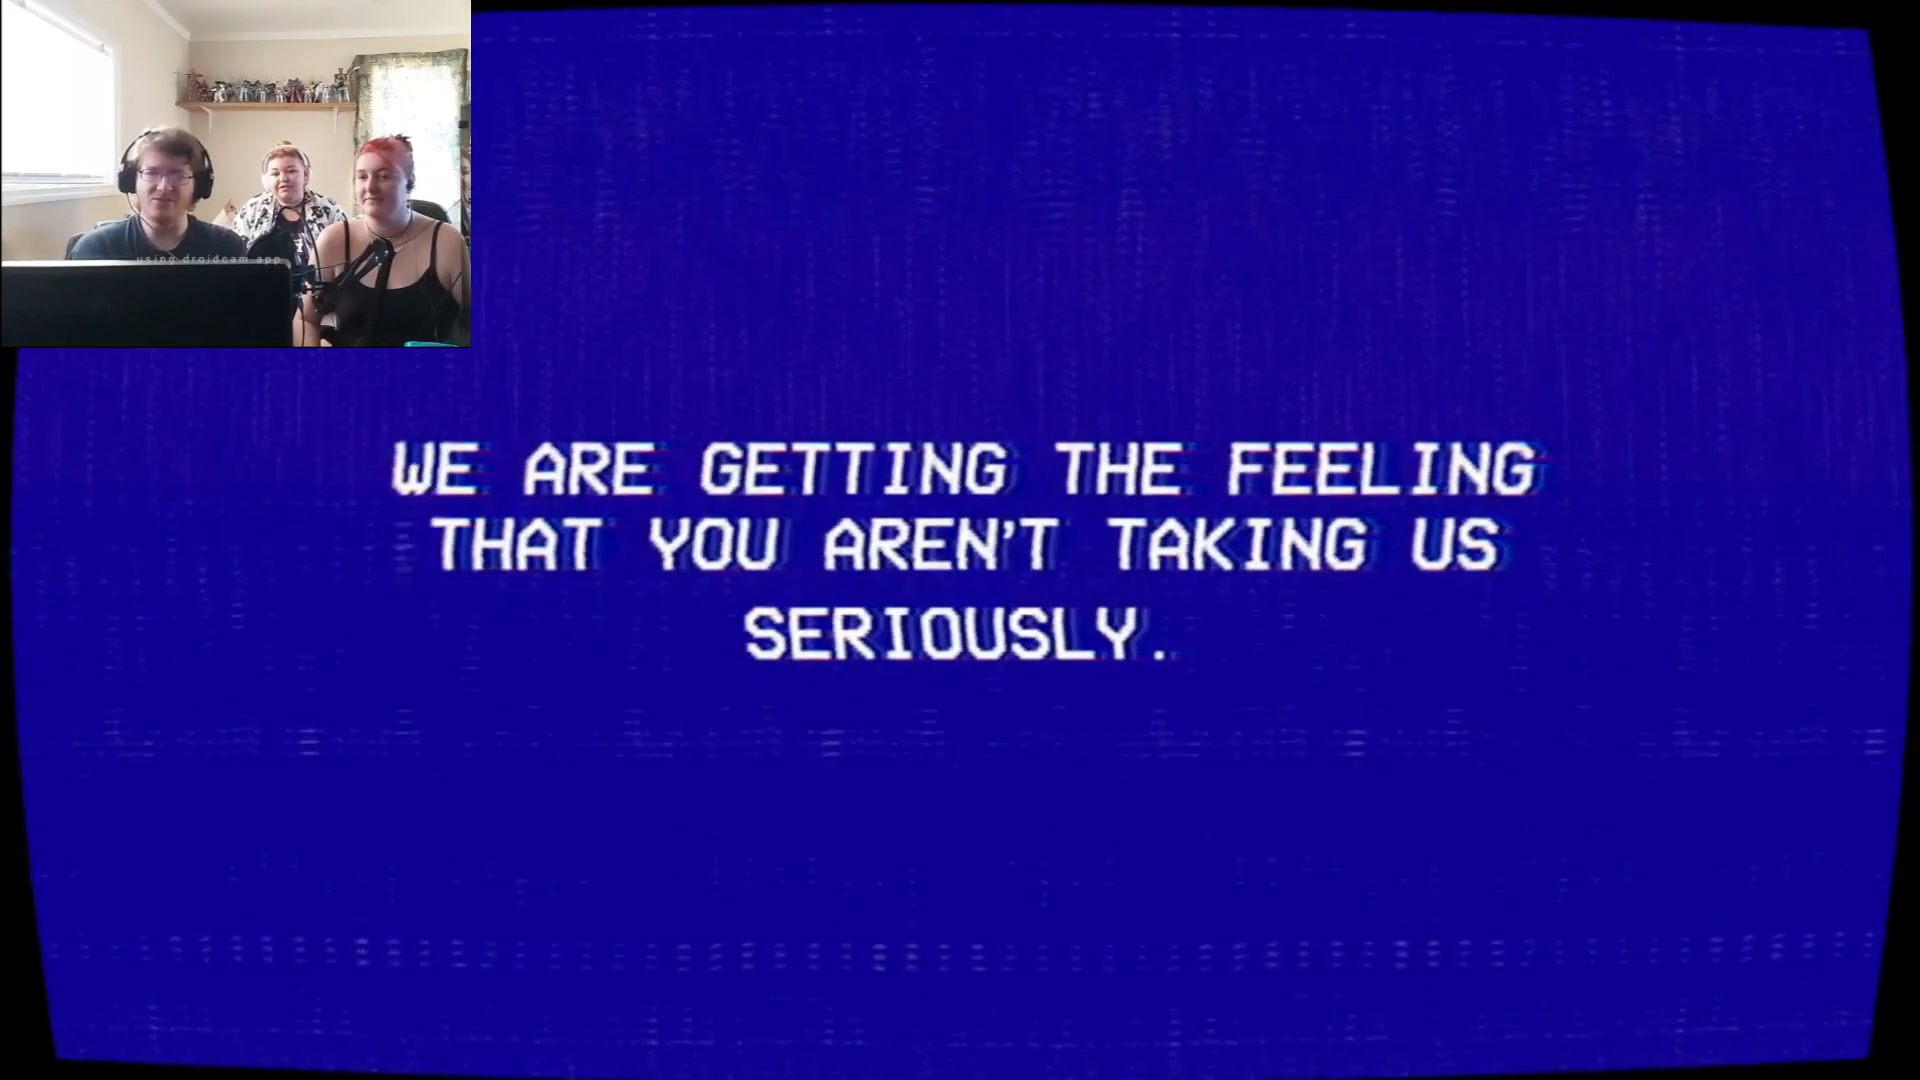 using droidcam app
WE ARE GETTING THE FEELING
THAT YOU AREN'T TAKING US
SERIOUSLY.